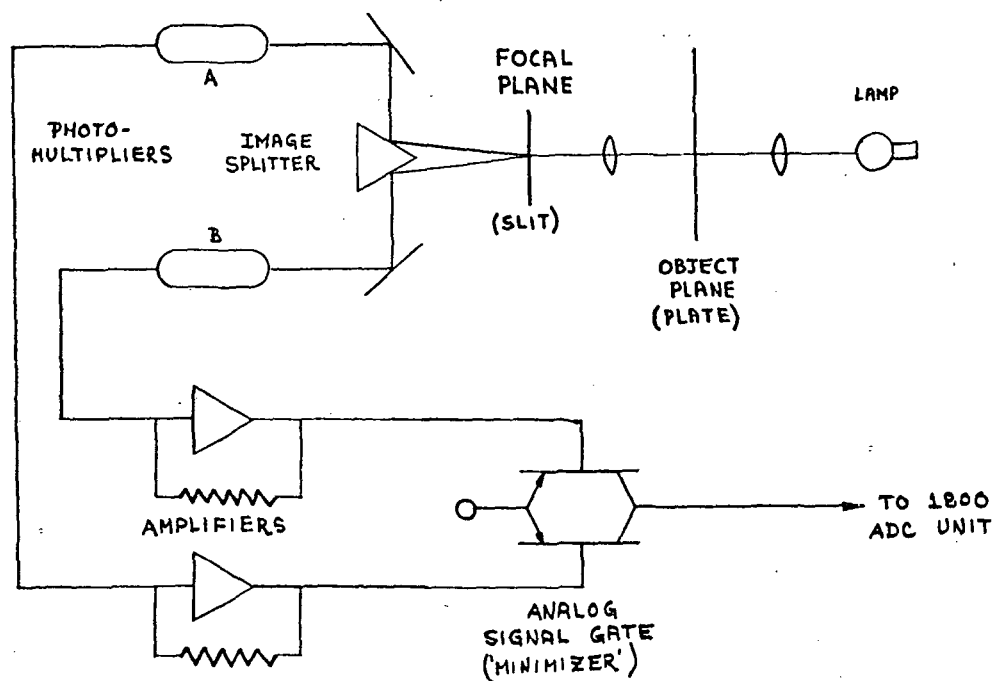 A
PHOTO-
MULTIPLIERS
IMAGE
SPLITTER
FOCAL
PLANE
(SLIT)
LAMP
B
OBJECT
PLANE
(PLATE)
AMPLIFIERS
TO 1800
ADC UNIT
ANALOG
SIGNAL GATE
('MINIMIZER')